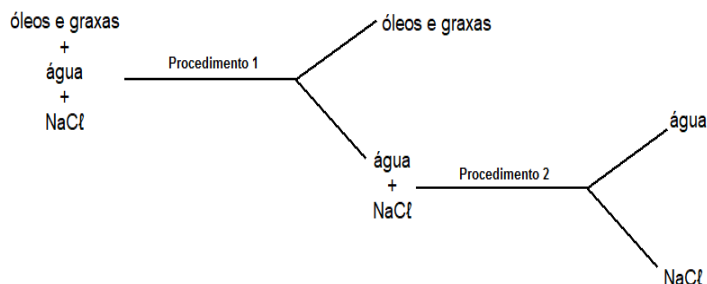 óleos e graxas
+
água
+
NaCℓ
Procedimento 1
óleos e graxas
água
+
NaCℓ
Procedimento 2
água
NaCℓ